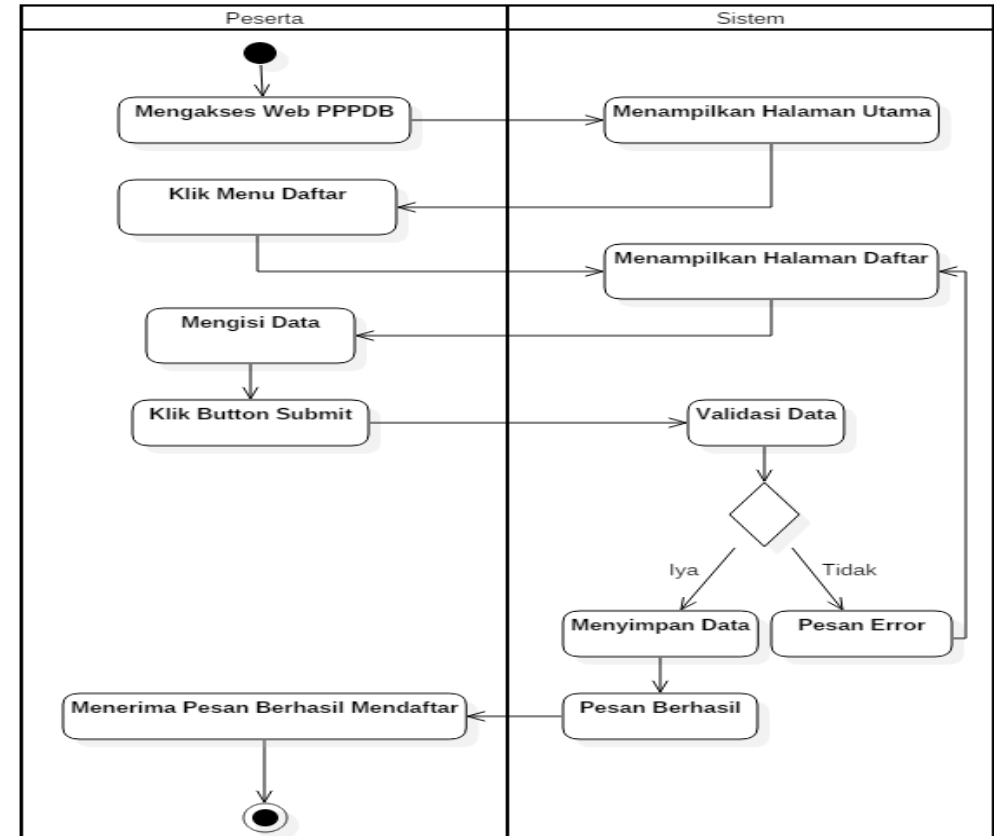 Peserta
Sistem
Mengakses Web PPPDB
Menampilkan Halaman Utama
Klik Menu Daftar
Menampilkan Halaman Daftar
Mengisi Data
Klik Button Submit
Validasi Data
Iya
Tidak
Menyimpan Data
Pesan Error
Menerima Pesan Berhasil Mendaftar
Pesan Berhasil